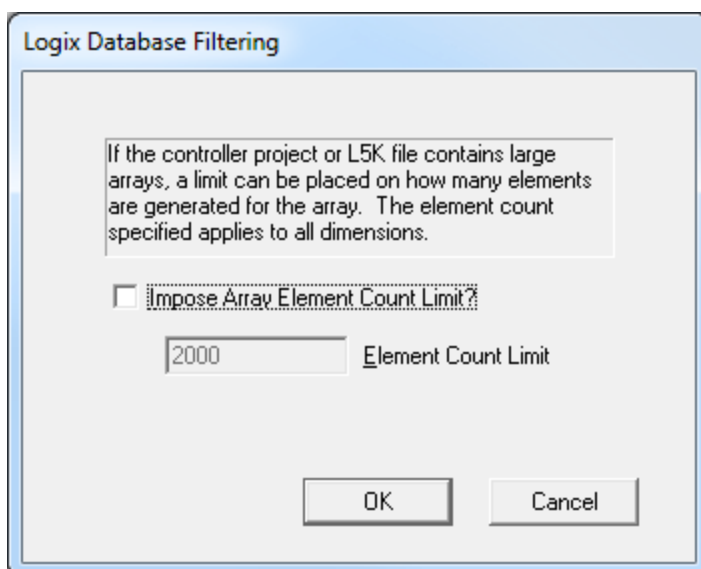 Logix Database Filtering
If the controller project or L5K file contains large
arrays, a limit can be placed on how many elements
are generated for the array.  The element count
specified applies to all dimensions.
Impose Array Element Count Limit?
2000 Element Count Limit
OK Cancel